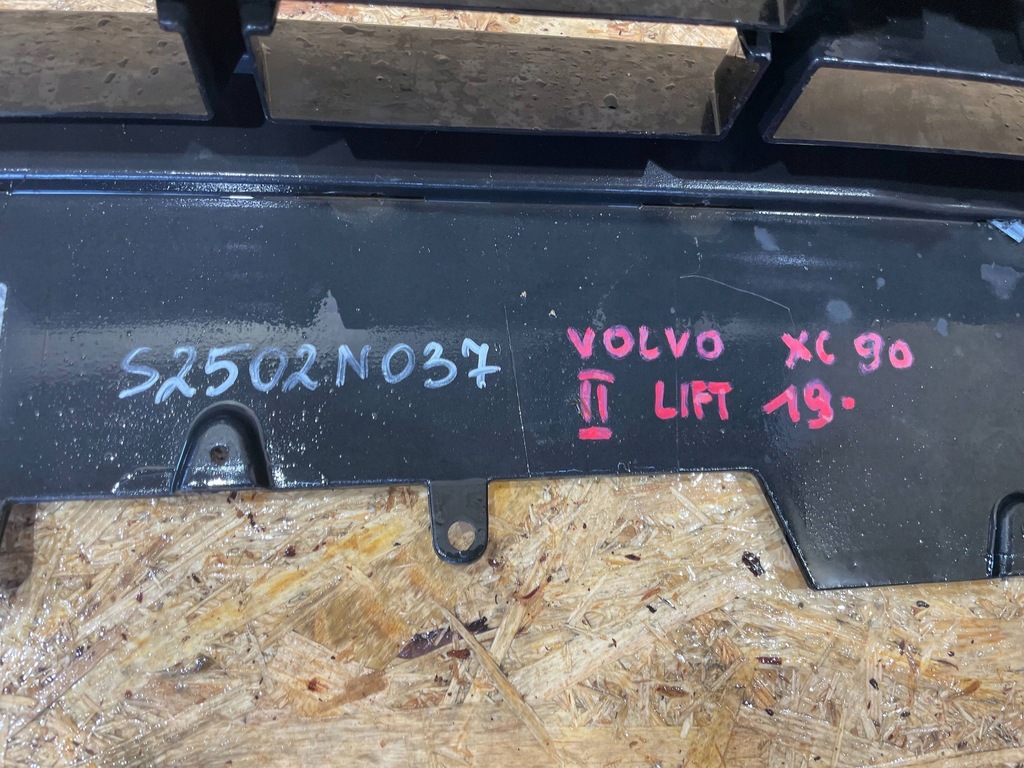 S2502N037
VOLVO XC 90
II LIFT 19.